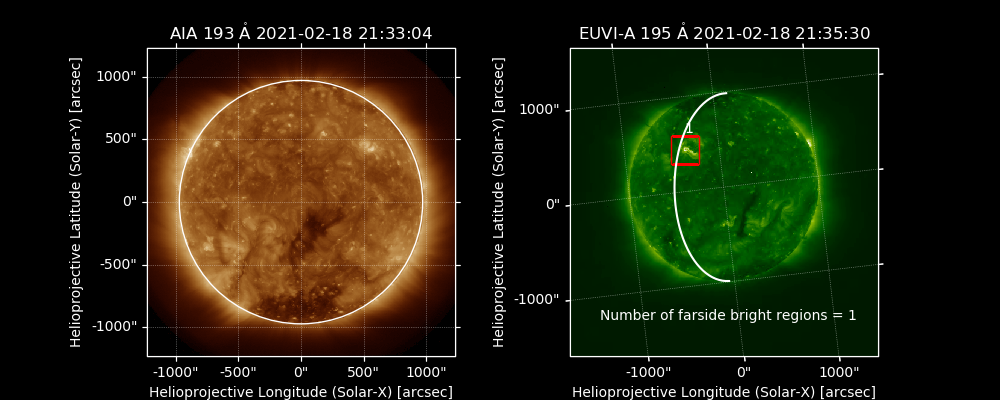 AIA 193 Å 2021-02-18 21:33:04
Helioprojective Latitude (Solar-Y) [arcsec]
1000"
500"
0"
-500"
-1000"
-1000"
-500"
0"
500"
1000"
Helioprojective Longitude (Solar-X) [arcsec]
EUVI-A 195 Å 2021-02-18 21:35:30
Helioprojective Latitude (Solar-Y) [arcsec]
1000"
0"
-1000"
1
Number of farside bright regions = 1
-1000"
0"
1000"
Helioprojective Longitude (Solar-X) [arcsec]